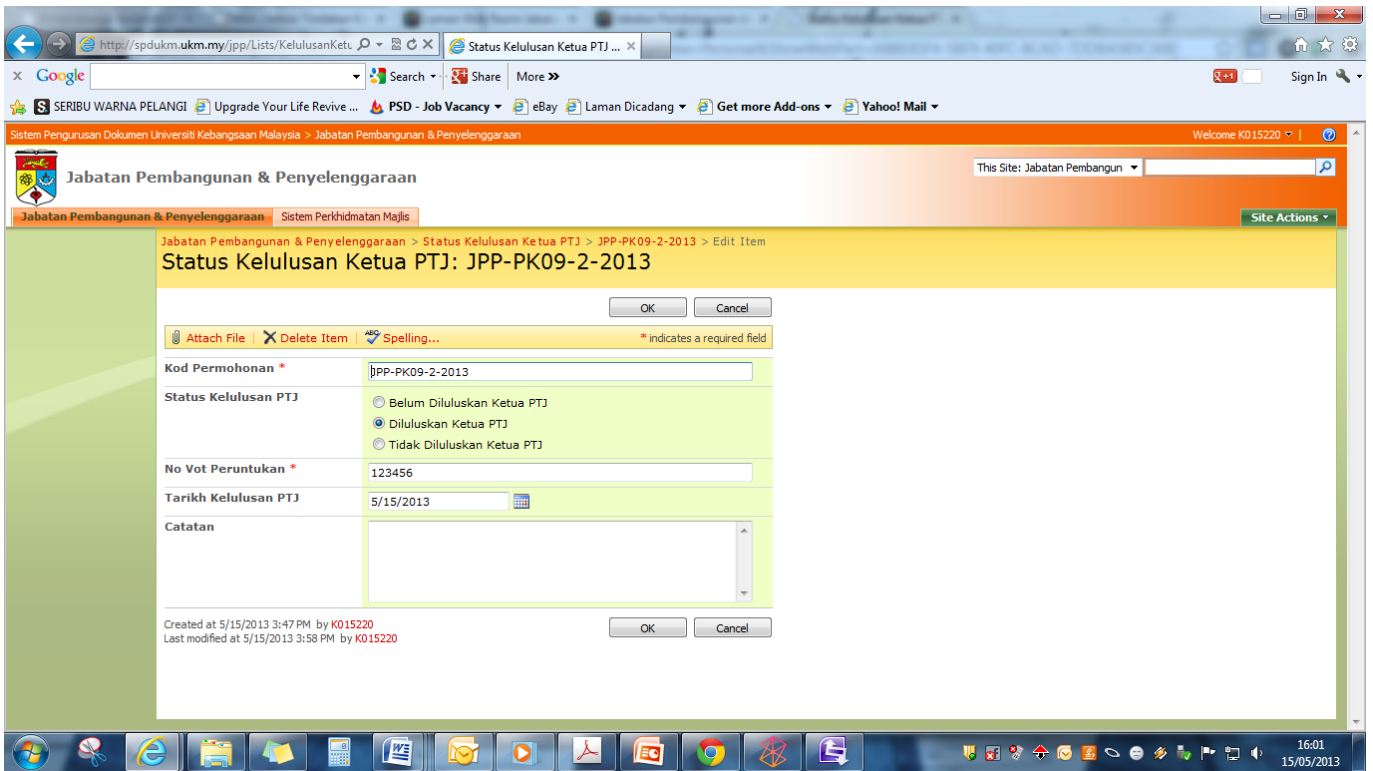 http://spdukm.ukm.my/jpp/Lists/KelulusanKetu
Status Kelulusan Ketua PTJ ...
x Google Search Share More » Sign In
SERIBU WARNA PELANGI Upgrade Your Life Revive ... PSD - Job Vacancy eBay Laman Dicadang Get more Add-ons Yahoo! Mail
Sistem Pengurusan Dokumen Universiti Kebangsaan Malaysia > Jabatan Pembangunan & Penyelenggaraan Welcome K015220 |
Jabatan Pembangunan & Penyelenggaraan This Site: Jabatan Pembangun
Jabatan Pembangunan & Penyelenggaraan Sistem Perkhidmatan Majlis Site Actions
Jabatan Pembangunan & Penyelenggaraan > Status Kelulusan Ketua PTJ > JPP-PK09-2-2013 > Edit Item
Status Kelulusan Ketua PTJ: JPP-PK09-2-2013
OK Cancel
Attach File | Delete Item | Spelling... * indicates a required field
Kod Permohonan * JPP-PK09-2-2013
Status Kelulusan PTJ
Belum Diluluskan Ketua PTJ
Diluluskan Ketua PTJ
Tidak Diluluskan Ketua PTJ
No Vot Peruntukan * 123456
Tarikh Kelulusan PTJ 5/15/2013
Catatan
Created at 5/15/2013 3:47 PM by K015220
Last modified at 5/15/2013 3:58 PM by K015220
OK Cancel
16:01
15/05/2013